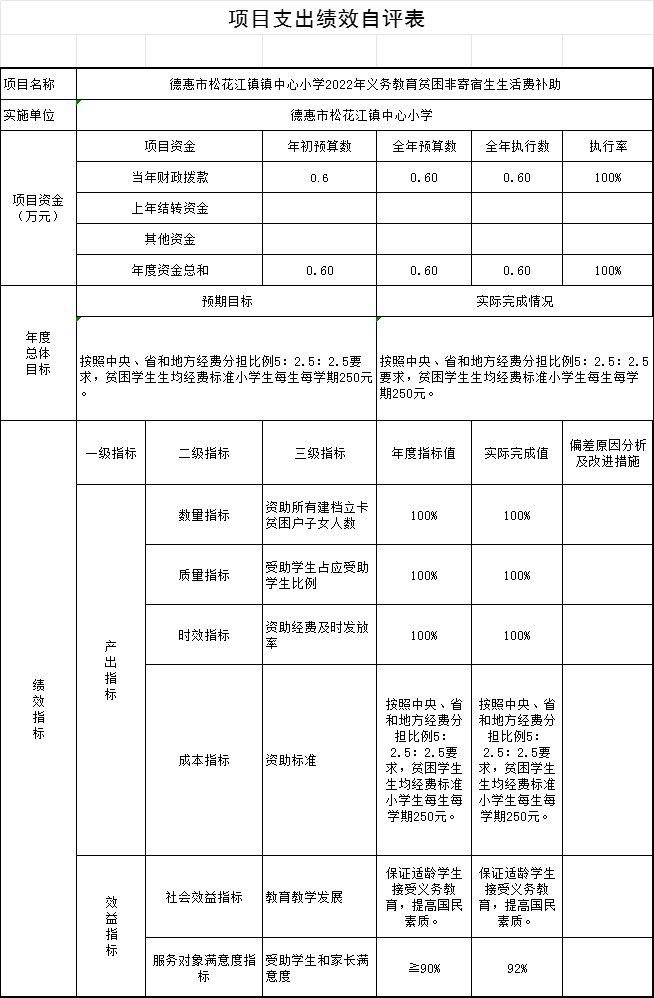 项目支出绩效自评表
项目名称
德惠市松花江镇镇中心小学2022年义务教育贫困非寄宿生生活费补助
实施单位
德惠市松花江镇中心小学
项目资金
（万元）
项目资金
年初预算数
全年预算数
全年执行数
执行率
当年财政拨款
0.6
0.60
0.60
100%
上年结转资金
其他资金
年度资金总和
0.60
0.60
0.60
100%
年度
总体
目标
预期目标
实际完成情况
按照中央、省和地方经费分担比例5：2.5：2.5要
求，贫困学生生均经费标准小学生每生每学期250元
。
按照中央、省和地方经费分担比例5：2.5：2.5
要求，贫困学生生均经费标准小学生每生每学
期250元。
绩
效
指
标
一级指标
二级指标
三级指标
年度指标值
实际完成值
偏差原因分析
及改进措施
产
出
指
标
数量指标
资助所有建档立卡
贫困户子女人数
100%
100%
质量指标
受助学生占应受助
学生比例
100%
100%
时效指标
资助经费及时发放
率
100%
100%
成本指标
资助标准
按照中央、省
和地方经费分
担比例5：
2.5：2.5要
求，贫困学生
生均经费标准
小学生每生每
学期250元。
按照中央、省
和地方经费分
担比例5：
2.5：2.5要
求，贫困学生
生均经费标准
小学生每生每
学期250元。
效
益
指
标
社会效益指标
教育教学发展
保证适龄学生
接受义务教
育，提高国民
素质。
保证适龄学生
接受义务教
育，提高国民
素质。
服务对象满意度指
标
受助学生和家长满
意度
≧90%
92%